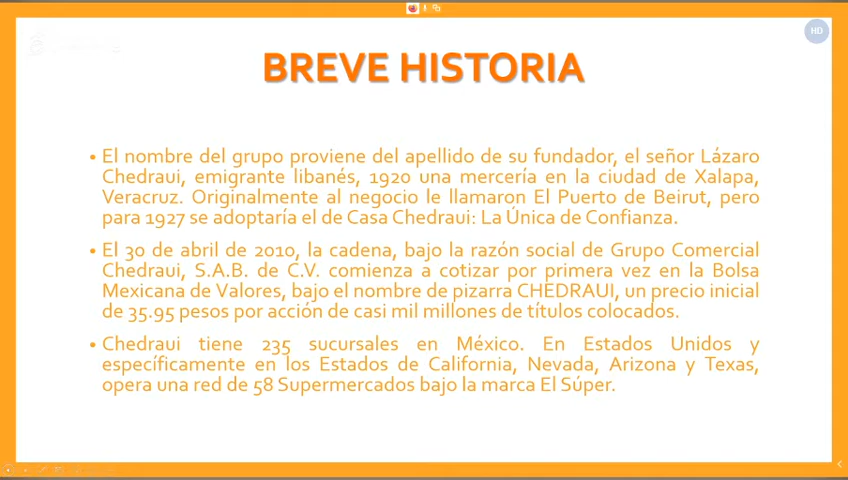 HD
BREVE HISTORIA
• El nombre del grupo proviene del apellido de su fundador, el señor Lázaro
Chedraui, emigrante libanés, 1920 una mercería en la ciudad de Xalapa,
Veracruz. Originalmente al negocio le llamaron El Puerto de Beirut, pero
para 1927 se adoptaría el de Casa Chedraui: La Única de Confianza.
• El 30 de abril de 2010, la cadena, bajo la razón social de Grupo Comercial
Chedraui, S.A.B. de C.V. comienza a cotizar por primera vez en la Bolsa
Mexicana de Valores, bajo el nombre de pizarra CHEDRAUI, un precio inicial
de 35.95 pesos por acción de casi mil millones de títulos colocados.
• Chedraui tiene 235 sucursales en México. En Estados Unidos y
específicamente en los Estados de California, Nevada, Arizona y Texas,
opera una red de 58 Supermercados bajo la marca El Súper.